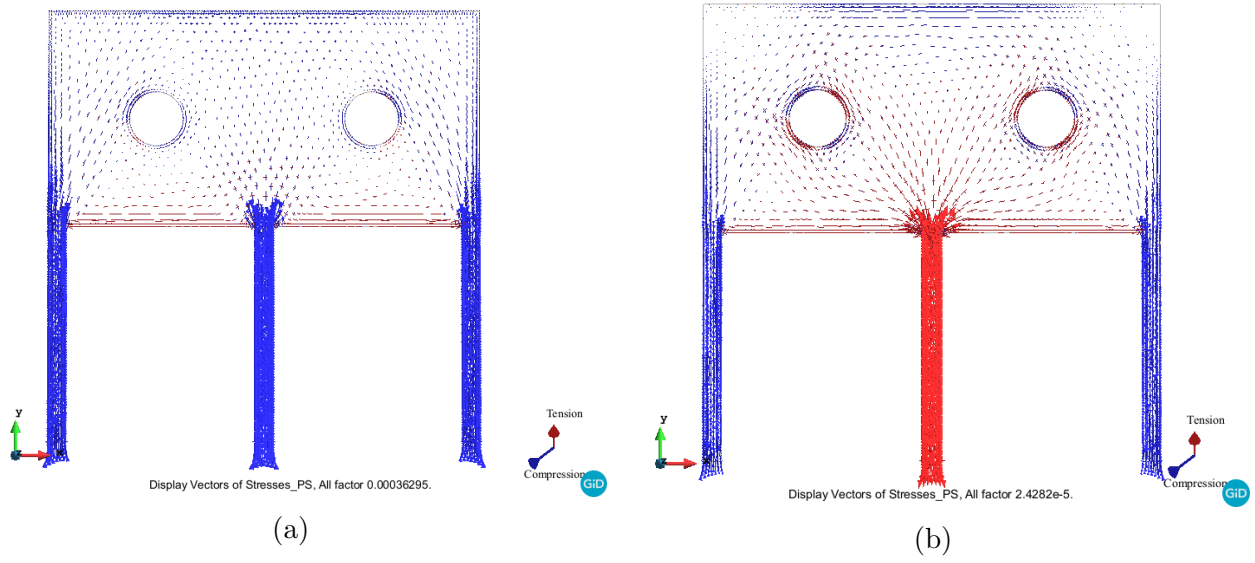 y
x
Tension
Compression
GiD
Display Vectors of Stresses_PS, All factor 0.00036295.
(a)
y
x
Tension
Compression
GiD
Display Vectors of Stresses_PS, All factor 2.4282e-5.
(b)